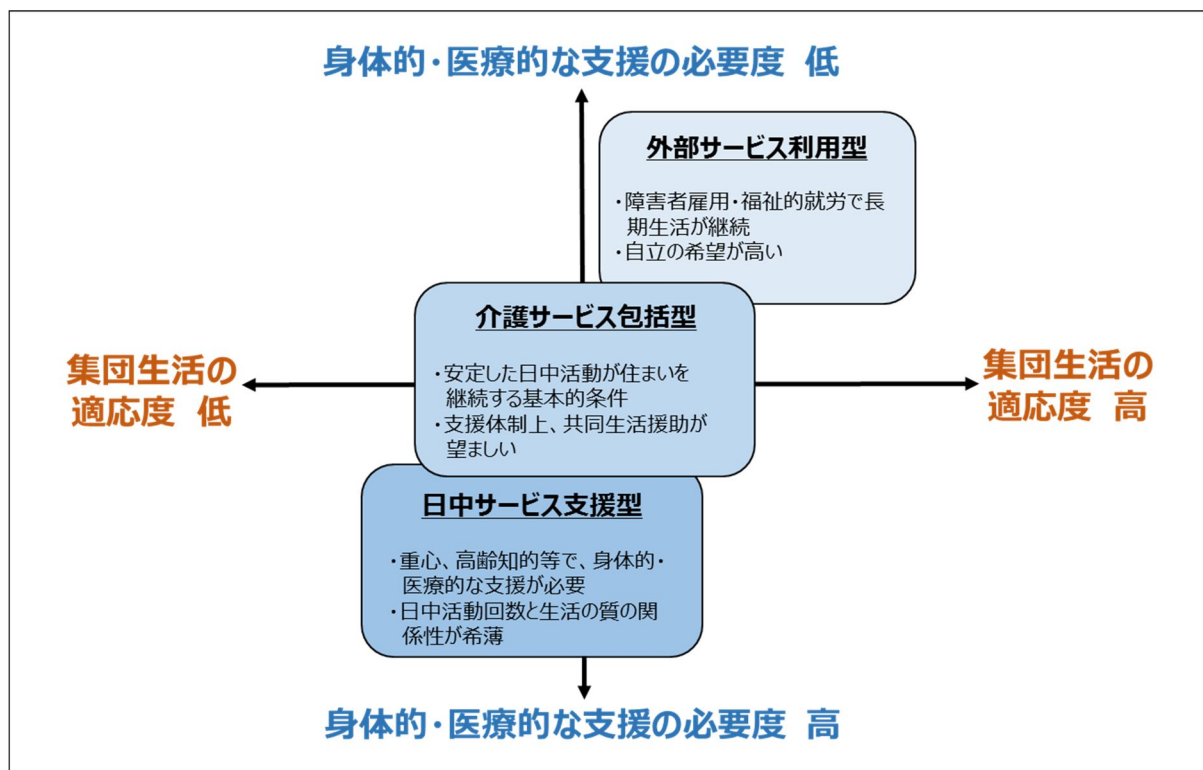 身体的・医療的な支援の必要度 低
外部サービス利用型
・障害者雇用・福祉的就労で長
期生活が継続
・自立の希望が高い
介護サービス包括型
・安定した日中活動が住まいを
継続する基本的条件
・支援体制上、共同生活援助が
望ましい
集団生活の
適応度 低
集団生活の
適応度 高
日中サービス支援型
・重心、高齢知的等で、身体的・
医療的な支援が必要
・日中活動回数と生活の質の関
係性が希薄
身体的・医療的な支援の必要度 高